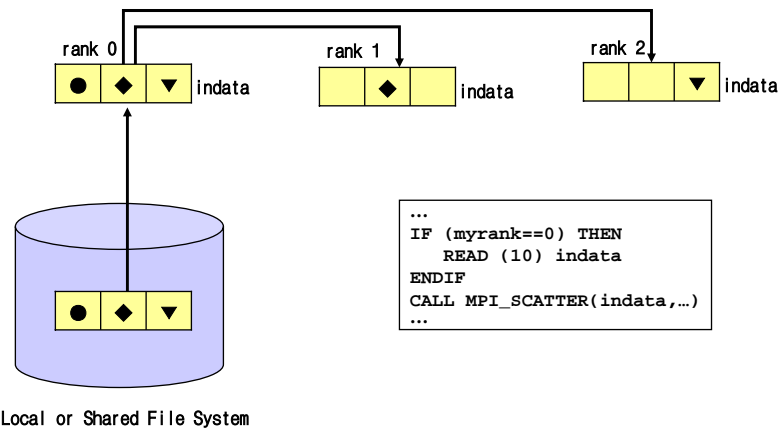 rank 0
rank 1
rank 2
indata
indata
indata
…
IF (myrank==0) THEN
   READ (10) indata
ENDIF
CALL MPI_SCATTER(indata,…)
…
Local or Shared File System